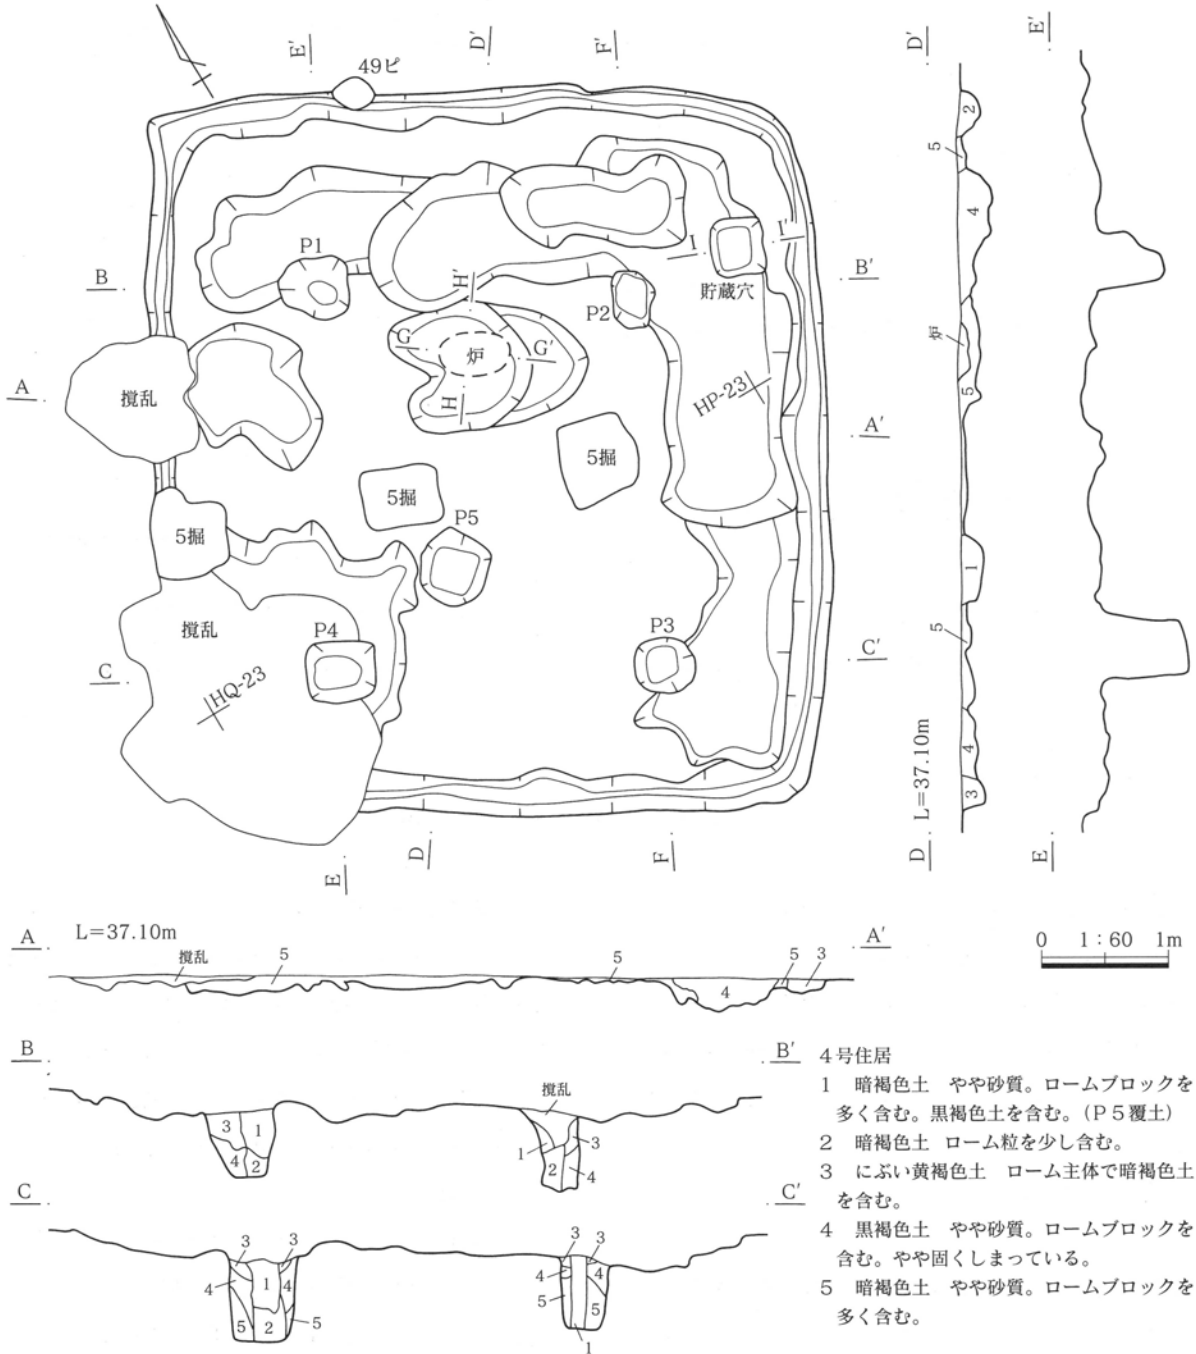 E′
D′
F′
49ピ
D′
E′
2
5
4
P1
I
I′
B
B′
貯蔵穴
H′
P2
G
炉
G′
炉
A
撹乱
H
HP-23
5
A′
5掘
5掘
5掘
P5
1
撹乱
P4
P3
5
C
C′
HQ-23
4
3
L=37.10m
E
D
F
D
E
A
L=37.10m
A′
撹乱
5
5
5
3
4
0 1:60 1m
B
B′
撹乱
3
1
4
2
1
3
2
4
C
C′
3
3
4
1
4
5
2
5
3
3
4
4
5
5
1
4号住居
1 暗褐色土 やや砂質。ロームブロックを
多く含む。黒褐色土を含む。(P5覆土)
2 暗褐色土 ローム粒を少し含む。
3 にぶい黄褐色土 ローム主体で暗褐色土
を含む。
4 黒褐色土 やや砂質。ロームブロックを
含む。やや固くしまっている。
5 暗褐色土 やや砂質。ロームブロックを
多く含む。